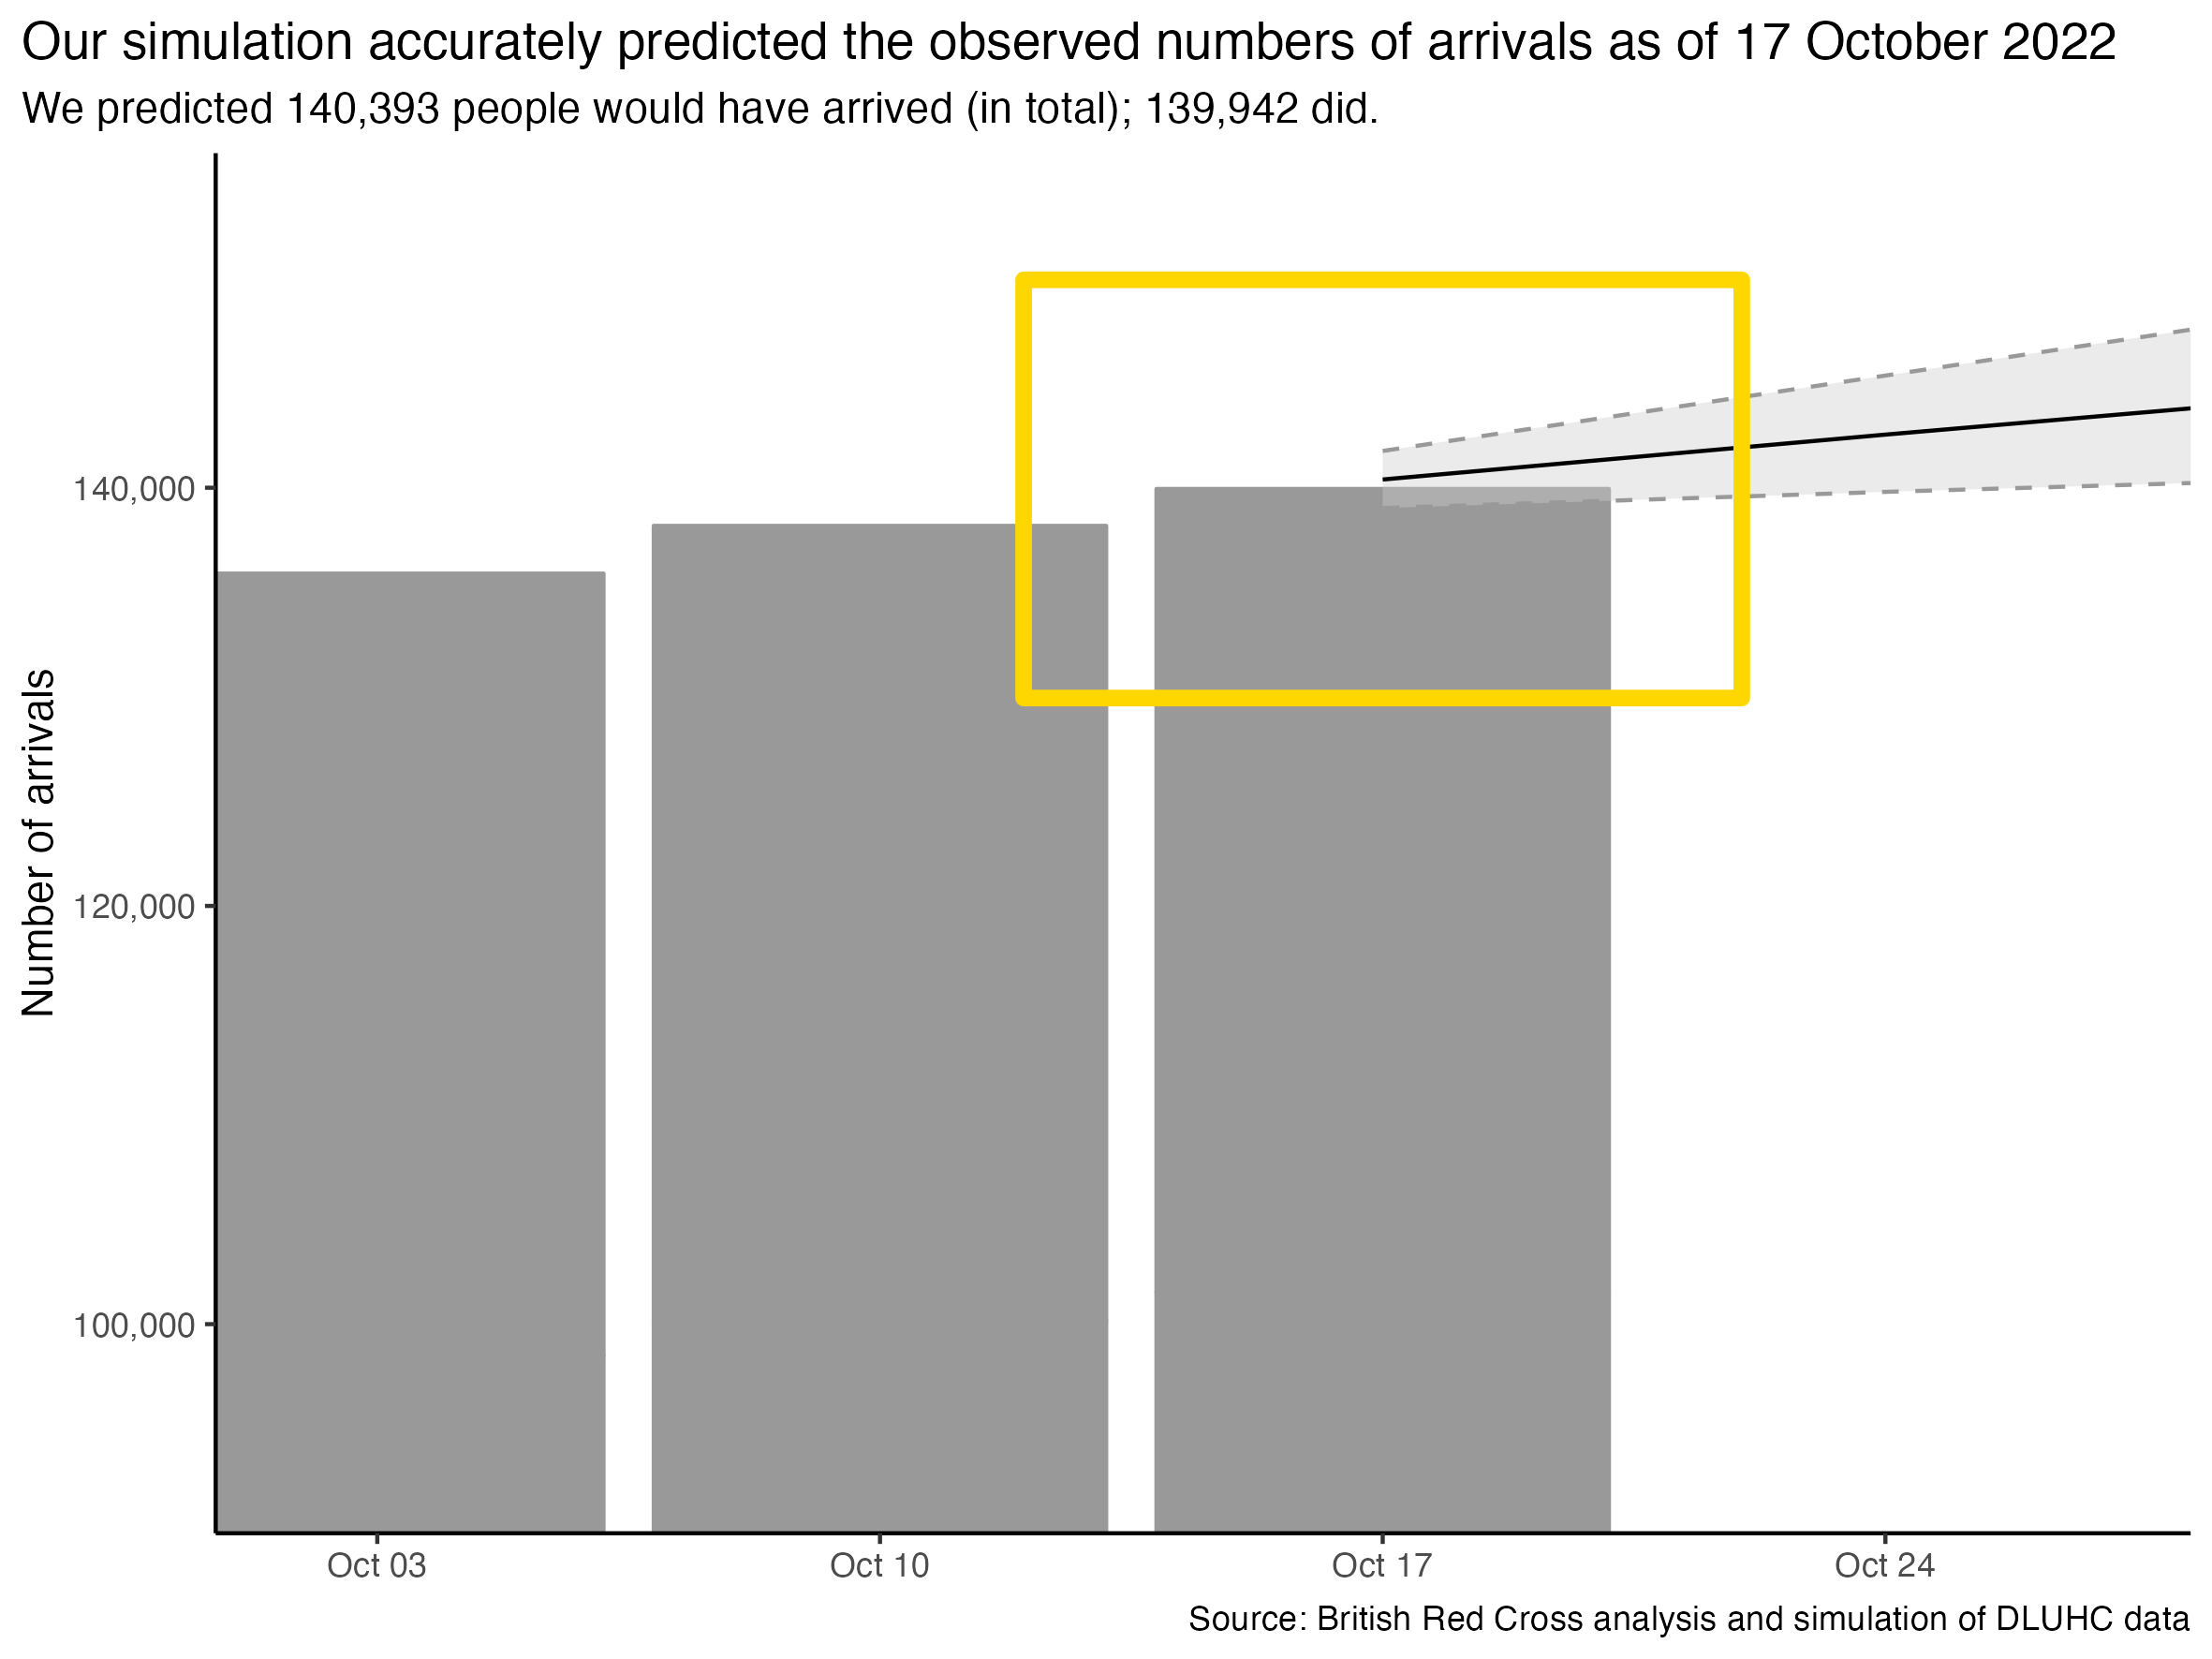 Our simulation accurately predicted the observed numbers of arrivals as of 17 October 2022
We predicted 140,393 people would have arrived (in total); 139,942 did.
Number of arrivals
140,000
120,000
100,000
Oct 03
Oct 10
Oct 17
Oct 24
Source: British Red Cross analysis and simulation of DLUHC data